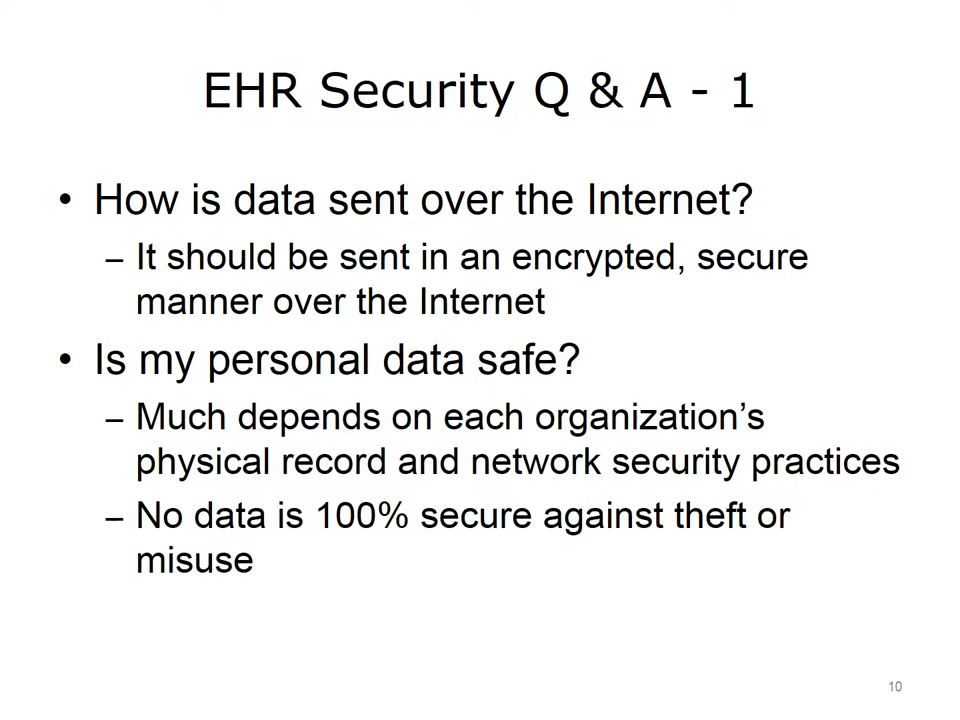 EHR Security Q & A - 1
• How is data sent over the Internet?
– It should be sent in an encrypted, secure
manner over the Internet
• Is my personal data safe?
– Much depends on each organization’s
physical record and network security practices
– No data is 100% secure against theft or
misuse
10